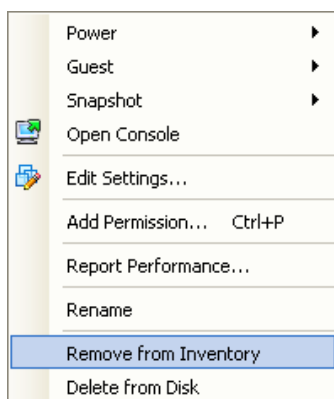 Power
Guest
Snapshot
Open Console
Edit Settings...
Add Permission... Ctrl+P
Report Performance...
Rename
Remove from Inventory
Delete from Disk